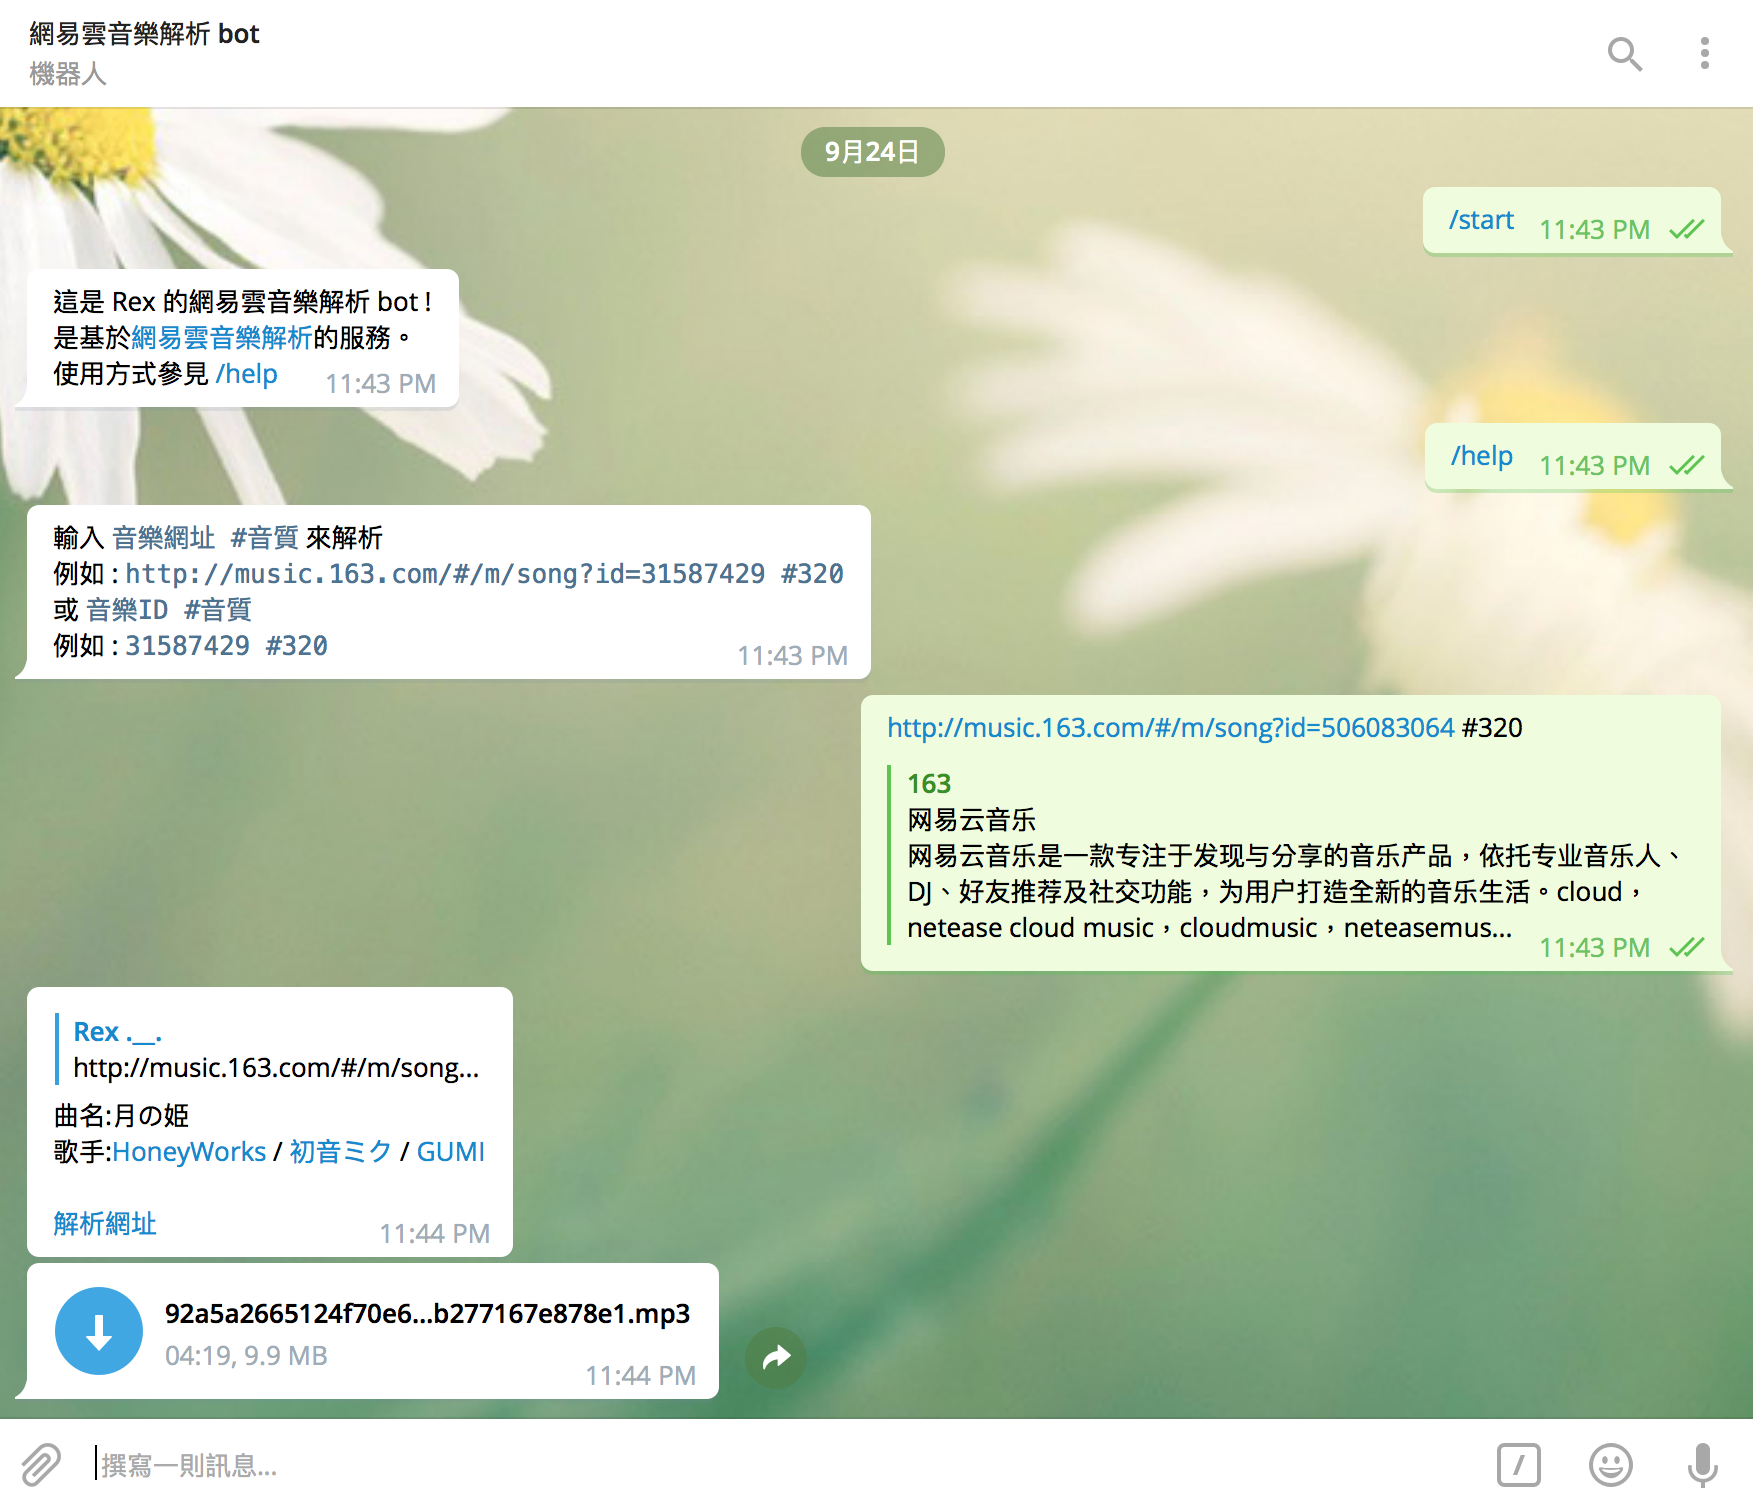 網易雲音樂解析 bot
機器人
9月24日
/start 11:43 PM
這是 Rex 的網易雲音樂解析 bot !
是基於網易雲音樂解析的服務。
使用方式參見 /help 11:43 PM
/help 11:43 PM
輸入 音樂網址 #音質 來解析
例如 : http://music.163.com/#/m/song?id=31587429 #320
或 音樂ID #音質
例如 : 31587429 #320
11:43 PM
http://music.163.com/#/m/song?id=506083064 #320
163
网易云音乐
网易云音乐是一款专注于发现与分享的音乐产品，依托专业音乐人、
DJ、好友推荐及社交功能，为用户打造全新的音乐生活。cloud，
netease cloud music，cloudmusic，neteasemus...
11:43 PM
Rex .__.
http://music.163.com/#/m/song...
曲名:月の姫
歌手:HoneyWorks / 初音ミク / GUMI
解析網址 11:44 PM
92a5a2665124f70e6...b277167e878e1.mp3
04:19, 9.9 MB
11:44 PM
撰寫一則訊息...